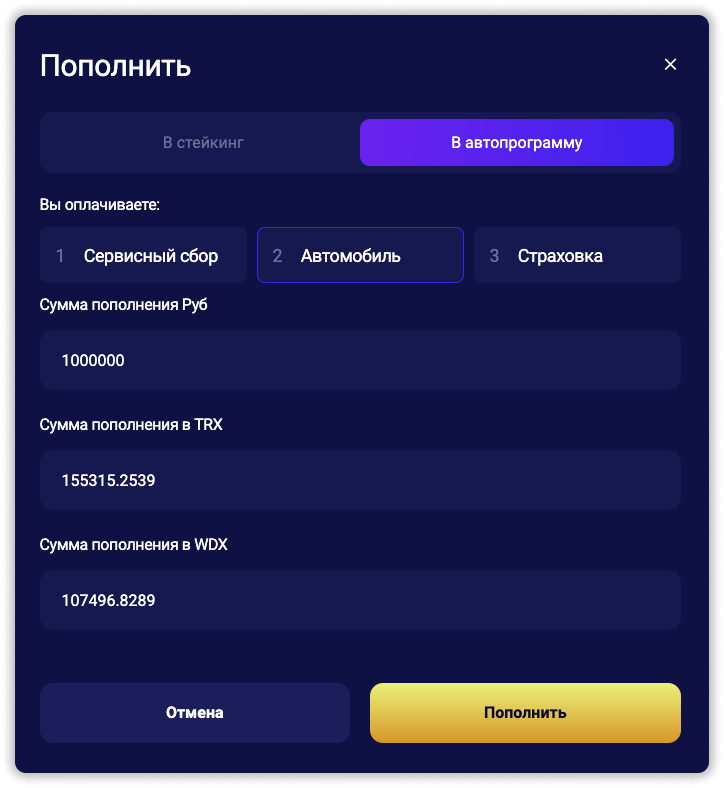 Пополнить
В стейкинг
В автопрограмму
Вы оплачиваете:
1 Сервисный сбор
2 Автомобиль
3 Страховка
Сумма пополнения Руб
1000000
Сумма пополнения в TRX
155315.2539
Сумма пополнения в WDX
107496.8289
Отмена
Пополнить